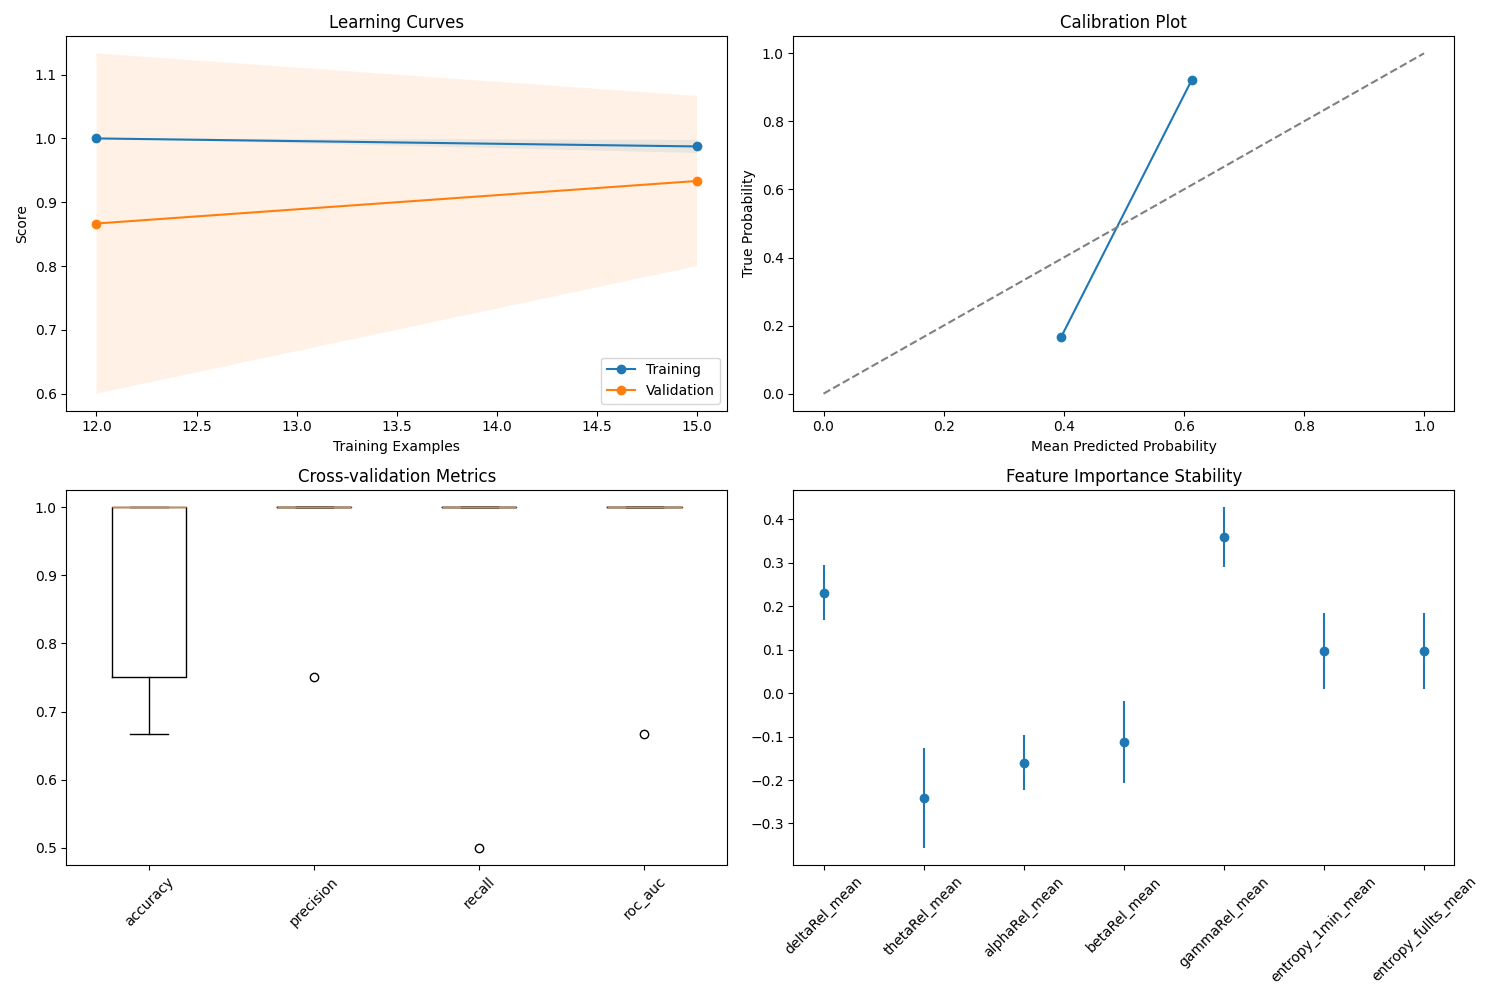 Learning Curves
1.1
1.0
0.9
0.8
0.7
0.6
Score
12.0 12.5 13.0 13.5 14.0 14.5 15.0
Training Examples
Training
Validation
Calibration Plot
1.0
0.8
0.6
0.4
0.2
0.0
True Probability
0.0 0.2 0.4 0.6 0.8 1.0
Mean Predicted Probability
Cross-validation Metrics
1.0
0.9
0.8
0.7
0.6
0.5
accuracy precision recall roc_auc
Feature Importance Stability
0.4
0.3
0.2
0.1
0.0
−0.1
−0.2
−0.3
deltaRel_mean thetaRel_mean alphaRel_mean betaRel_mean gammaRel_mean entropy_1min_mean entropy_fullts_mean